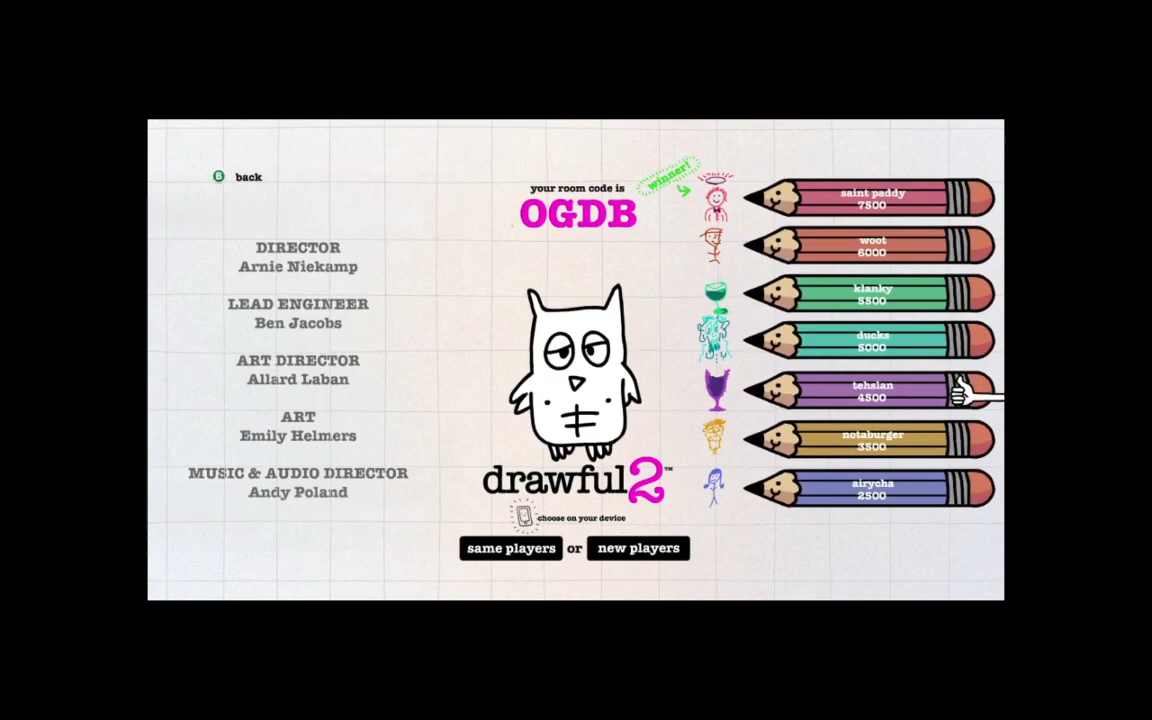 B back
DIRECTOR
Arnie Niekamp
LEAD ENGINEER
Ben Jacobs
ART DIRECTOR
Allard Laban
ART
Emily Helmers
MUSIC & AUDIO DIRECTOR
Andy Poland
your room code is
OGDB
winner!
drawful 2™
choose on your device
same players or new players
saint paddy
7500
woot
6000
klanky
5500
ducks
5000
tehslan
4500
notaburger
3500
airycha
2500